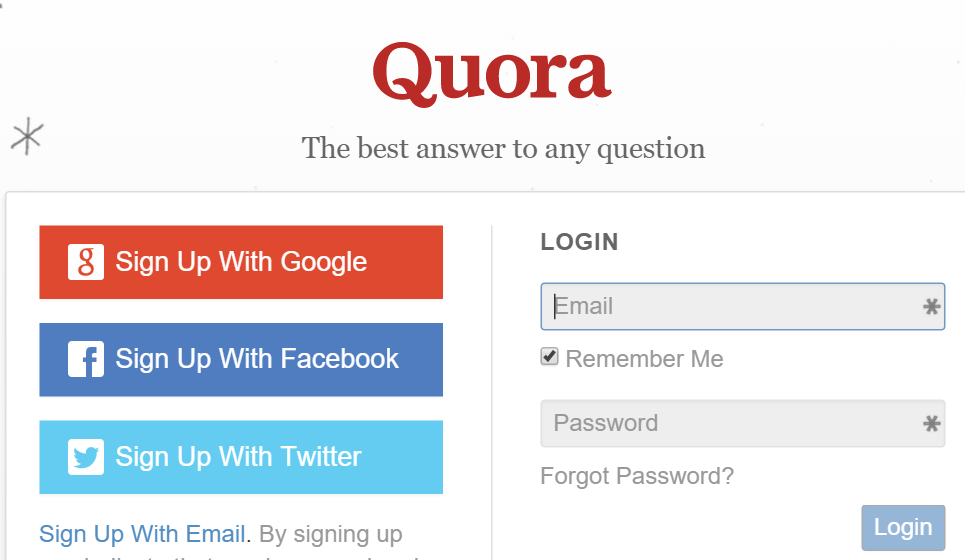 Quora
The best answer to any question
Sign Up With Google
Sign Up With Facebook
Sign Up With Twitter
Sign Up With Email. By signing up
LOGIN
Email
Remember Me
Password
Forgot Password?
Login